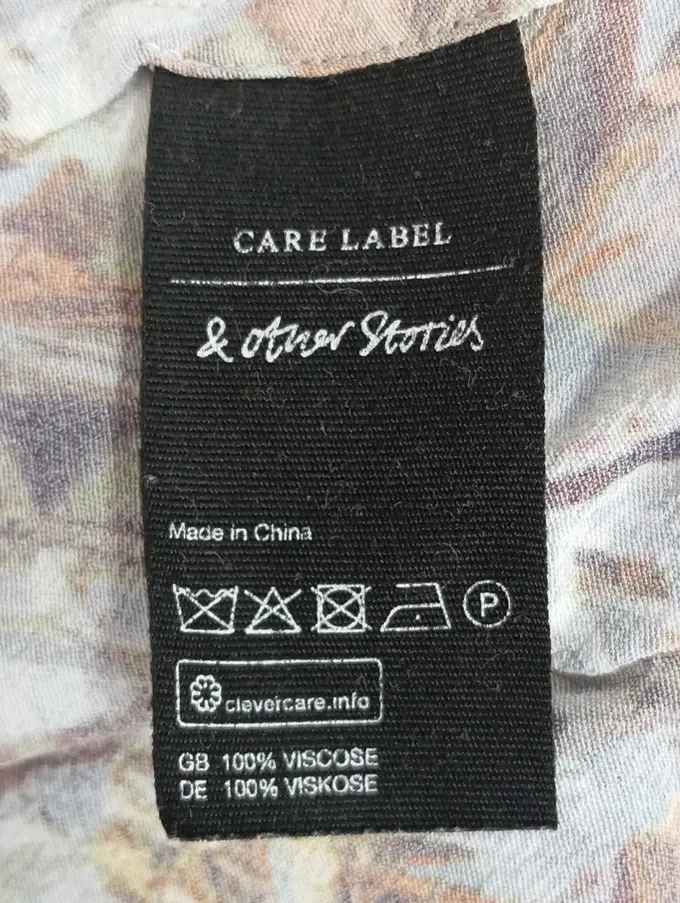 CARE LABEL
& other Stories
Made in China
P
clevercare.info
GB 100% VISCOSE
DE 100% VISKOSE